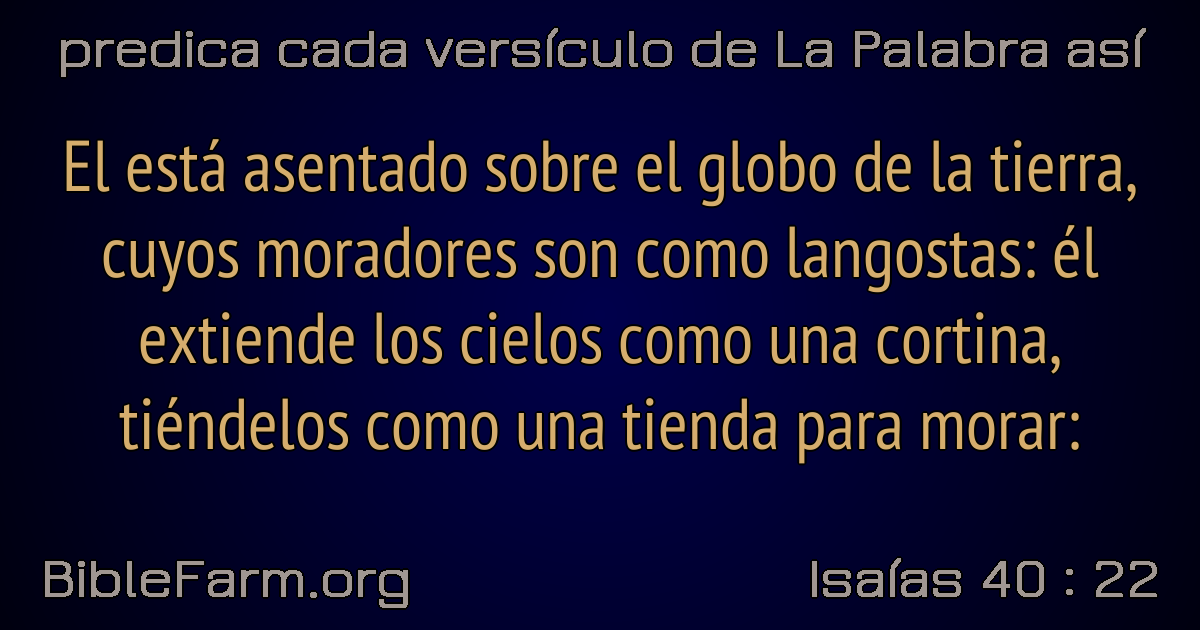 predica cada versículo de La Palabra así
El está asentado sobre el globo de la tierra,
cuyos moradores son como langostas: él
extiende los cielos como una cortina,
tiéndelos como una tienda para morar:
BibleFarm.org
Isaías 40 : 22